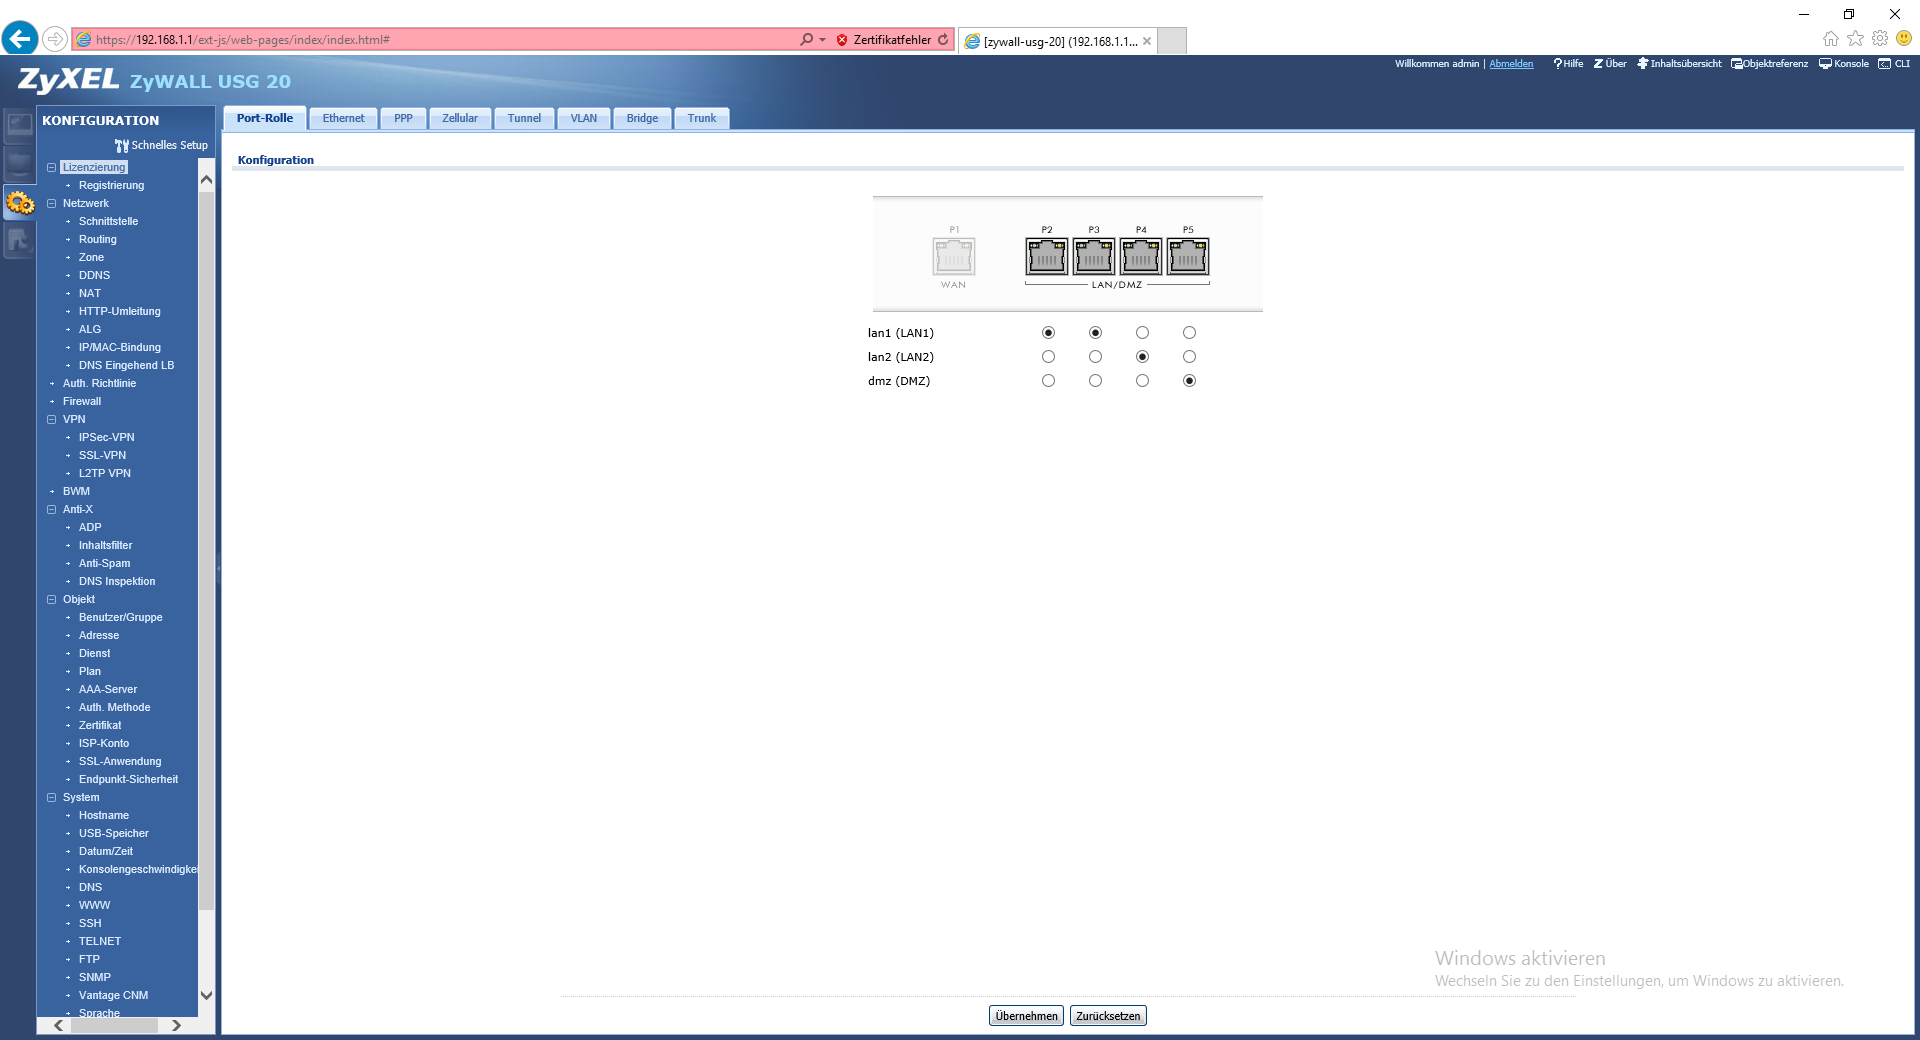 https://192.168.1.1/ext-js/web-pages/index/index.html#
Zertifikatfehler
[zywall-usg-20] (192.168.1.1...
ZyXEL ZyWALL USG 20
Willkommen admin | Abmelden
?Hilfe
Z Über
Inhaltsübersicht
Objektreferenz
Konsole
CLI
KONFIGURATION
Schnelles Setup
Lizenzierung
Registrierung
Netzwerk
Schnittstelle
Routing
Zone
DDNS
NAT
HTTP-Umleitung
ALG
IP/MAC-Bindung
DNS Eingehend LB
Auth. Richtlinie
Firewall
VPN
IPSec-VPN
SSL-VPN
L2TP VPN
BWM
Anti-X
ADP
Inhaltsfilter
Anti-Spam
DNS Inspektion
Objekt
Benutzer/Gruppe
Adresse
Dienst
Plan
AAA-Server
Auth. Methode
Zertifikat
ISP-Konto
SSL-Anwendung
Endpunkt-Sicherheit
System
Hostname
USB-Speicher
Datum/Zeit
Konsolengeschwindigkei
DNS
WWW
SSH
TELNET
FTP
SNMP
Vantage CNM
Sprache
Port-Rolle
Ethernet
PPP
Zellular
Tunnel
VLAN
Bridge
Trunk
Konfiguration
P1 P2 P3 P4 P5
WAN LAN/DMZ
lan1 (LAN1)
lan2 (LAN2)
dmz (DMZ)
Windows aktivieren
Wechseln Sie zu den Einstellungen, um Windows zu aktivieren.
Übernehmen
Zurücksetzen